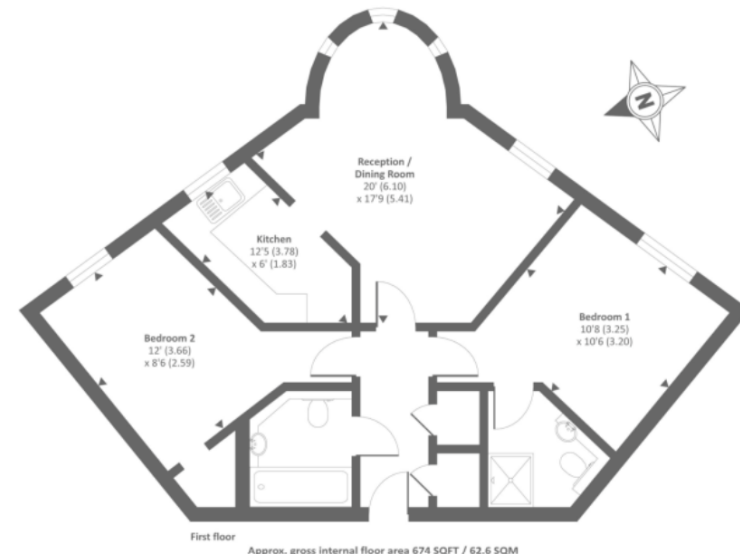 N
Reception /
Dining Room
20' (6.10)
x 17'9 (5.41)
Kitchen
12'5 (3.78)
x 6' (1.83)
Bedroom 1
10'8 (3.25)
x 10'6 (3.20)
Bedroom 2
12' (3.66)
x 8'6 (2.59)
First floor
Approx. gross internal floor area 674 SQFT / 62.6 SQM